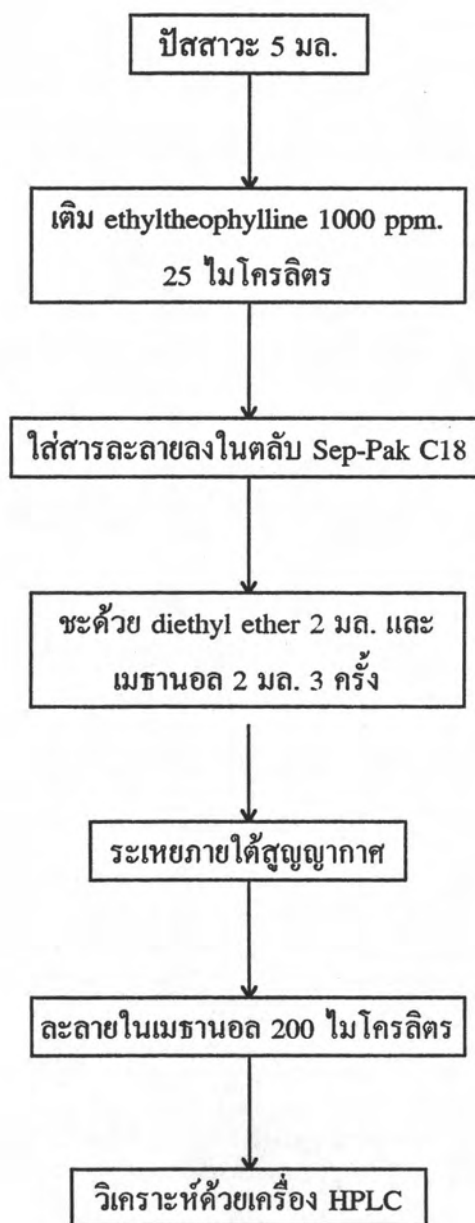 ปัสสาวะ 5 มล.
เติม ethyltheophylline 1000 ppm.
25 ไมโครลิตร
ใส่สารละลายลงในตลับ Sep-Pak C18
ชะด้วย diethyl ether 2 มล. และ
เมธานอล 2 มล. 3 ครั้ง
ระเหยภายใต้สูญญากาศ
ละลายในเมธานอล 200 ไมโครลิตร
วิเคราะห์ด้วยเครื่อง HPLC